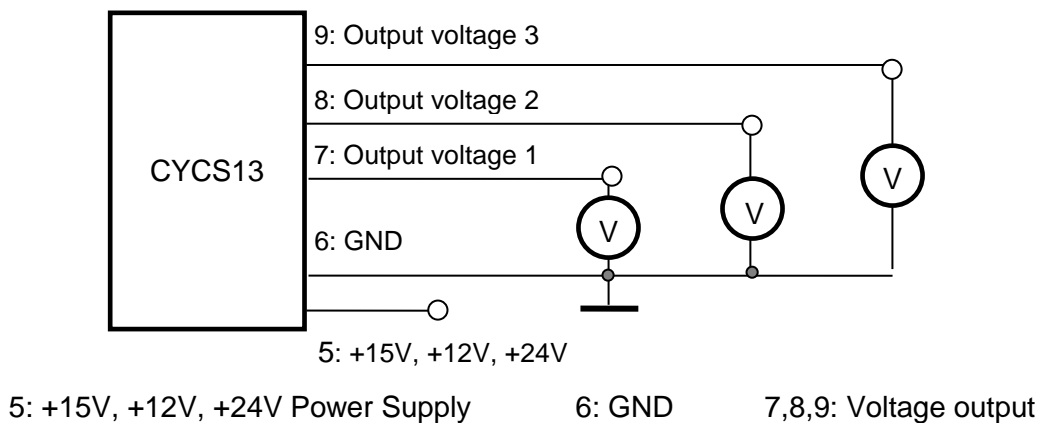 9: Output voltage 3
8: Output voltage 2
7: Output voltage 1
CYCS13
V
V
V
6: GND
5: +15V, +12V, +24V
5: +15V, +12V, +24V Power Supply 6: GND 7,8,9: Voltage output